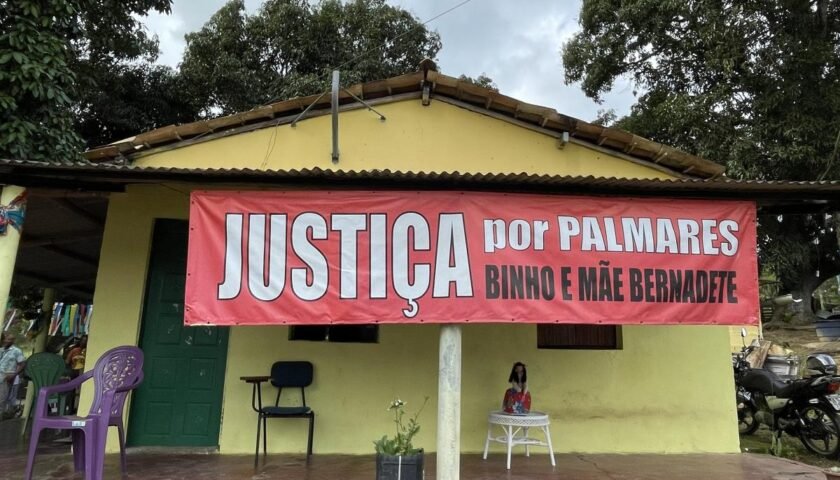 JUSTIÇA por PALMARES
BINHO E MÃE BERNADETE